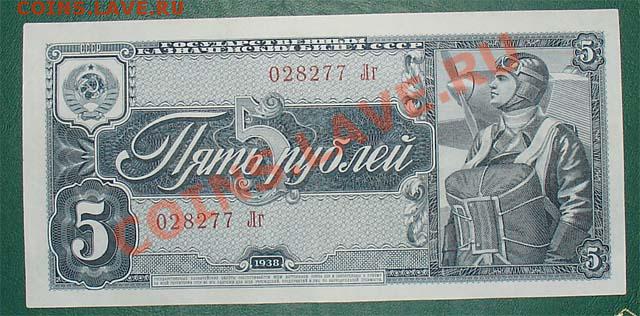 COINS.LAVE.RU
СССР
ГОСУДАРСТВЕННЫЙ
КАЗНАЧЕЙСКИЙ БИЛЕТ СССР
5
028277 Лг
5
Пять рублей
COINS.LAVE.RU
5
028277 Лг
1938
5